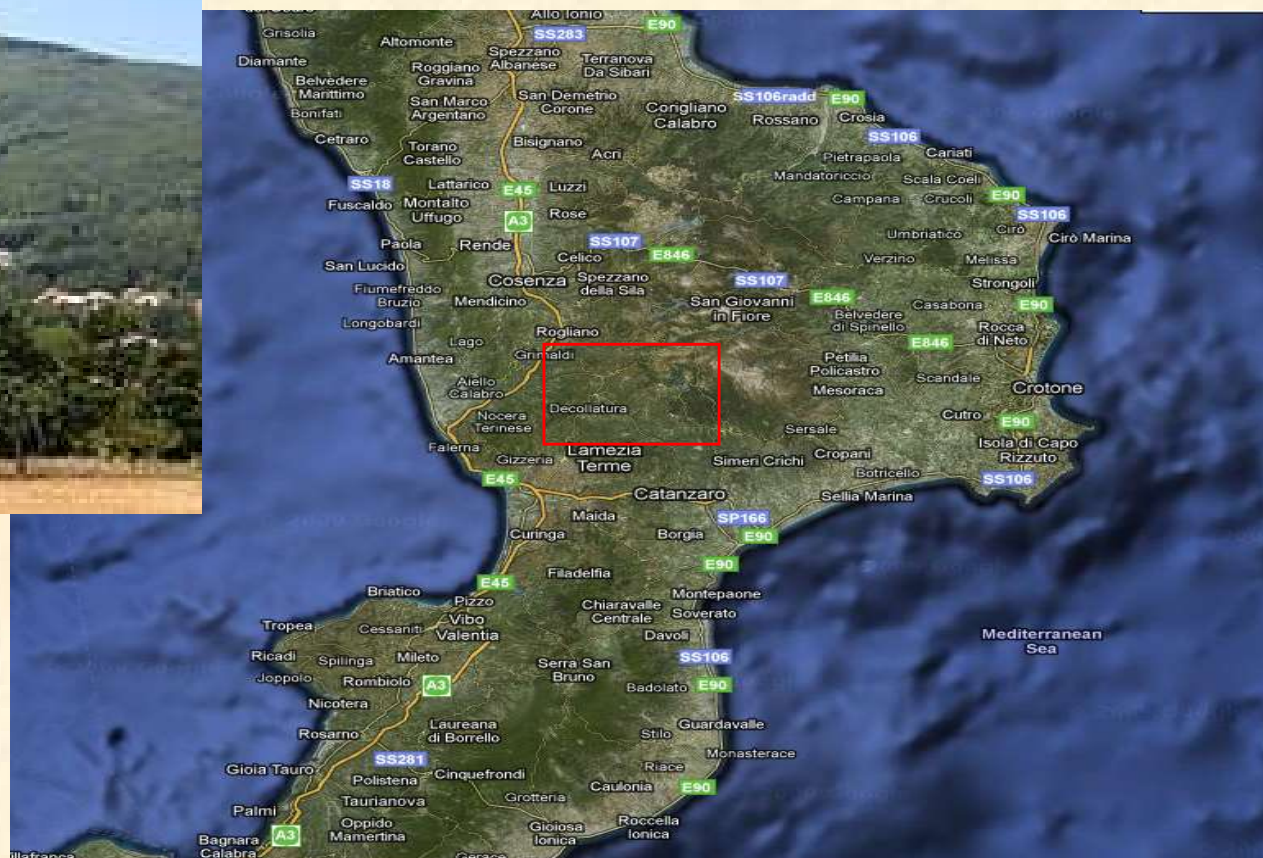 Allo Ionio
E90
Grisolia
SS283
Altomonte
Spezzano
Albanese
Diamante
Roggiano
Gravina
Terranova
Da Sibari
Belvedere
Marittimo
San Marco
Argentano
San Demetrio
Corone
Corigliano
Calabro
SS106radd
E90
Bonifati
Rossano
Crosia
Cetraro
Torano
Castello
Bisignano
Acri
SS106
Pietrapaola
Cariati
SS18
Lattarico
E45
Luzzi
Mandatoriccio
Scala Coeli
Fuscaldo
Montalto
Uffugo
A3
Rose
Campana
Crucoli
E90
SS106
Paola
Rende
SS107
Umbriatico
Cirò
Cirò Marina
San Lucido
Celico
E846
Verzino
Melissa
Cosenza
Spezzano
della Sila
SS107
Strongoli
Fiumefreddo
Bruzio
Mendicino
San Giovanni
in Fiore
E846
Casabona
E90
Longobardi
Rogliano
Belvedere
di Spinello
Rocca
di Neto
Lago
Grimaldi
E846
Amantea
Petilia
Policastro
Scandale
Aiello
Calabro
Mesoraca
Crotone
Nocera
Terinese
Decollatura
Cutro
E90
Sersale
Falerna
Gizzeria
Lamezia
Terme
Simeri Crichi
Cropani
Isola di Capo
Rizzuto
E45
Botricello
SS106
Catanzaro
Sellia Marina
Maida
SP166
Curinga
Borgia
E90
E90
Filadelfia
E45
Briatico
Pizzo
Montepaone
Chiaravalle
Centrale
Soverato
Tropea
Cessaniti
Vibo
Valentia
Davoli
Mediterranean
Sea
Ricadi
Spilinga
Mileto
SS106
Joppolo
Rombiolo
A3
Serra San
Bruno
Badolato
E90
Nicotera
Rosarno
Laureana
di Borrello
Stilo
Guardavalle
Monasterace
SS281
Gioia Tauro
Polistena
Cinquefrondi
Riace
Caulonia
E90
Taurianova
Grotteria
Palmi
A3
Oppido
Mamertina
Gioiosa
Ionica
Roccella
Ionica
Bagnara
Calabra
Gerace